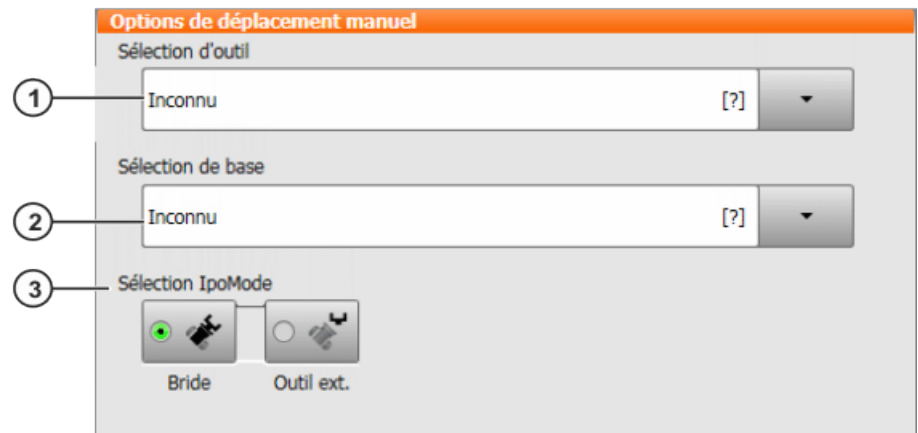 Options de déplacement manuel
Sélection d'outil
1
Inconnu [?]
Sélection de base
2
Inconnu [?]
3
Sélection IpoMode
Bride Outil ext.